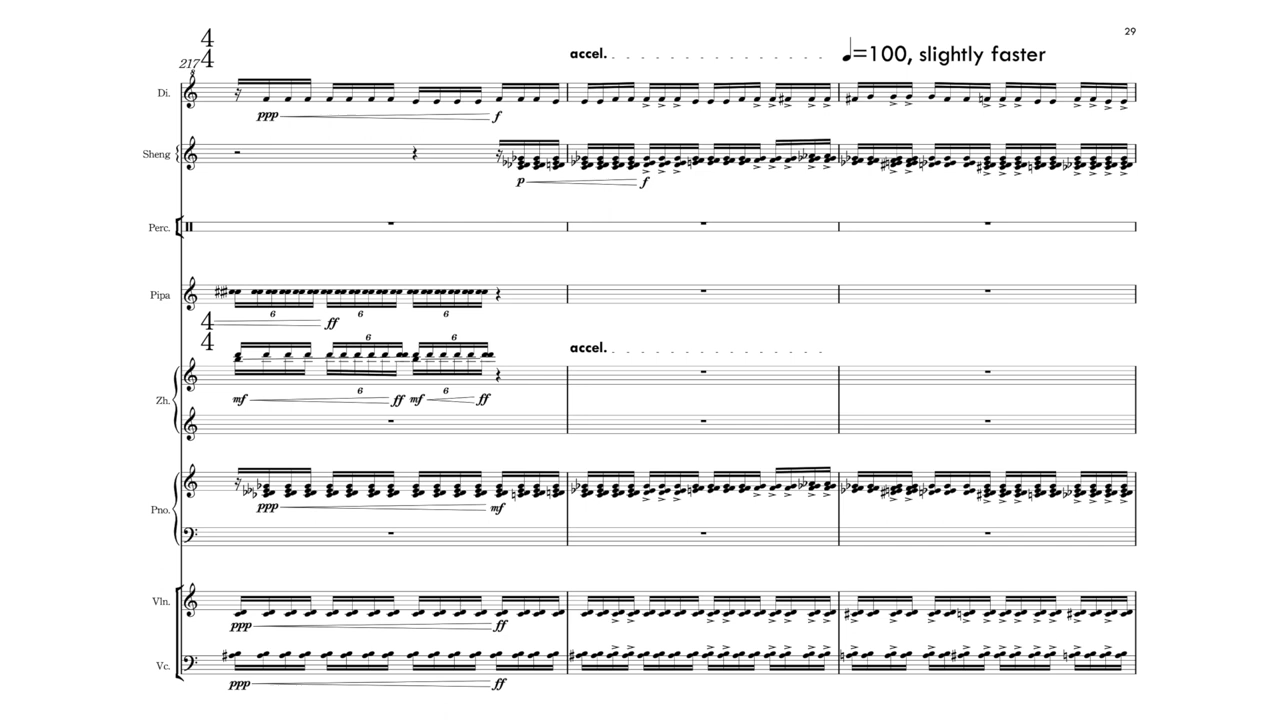 29
4
4
217
accel.
♩=100, slightly faster
Di.
ppp
f
Sheng
p
f
Perc.
Pipa
6
6
6
ff
4
4
accel.
6
6
Zh.
mf
ff
mf
ff
6
6
Pno.
ppp
mf
Vln.
ppp
ff
Vc.
ppp
ff